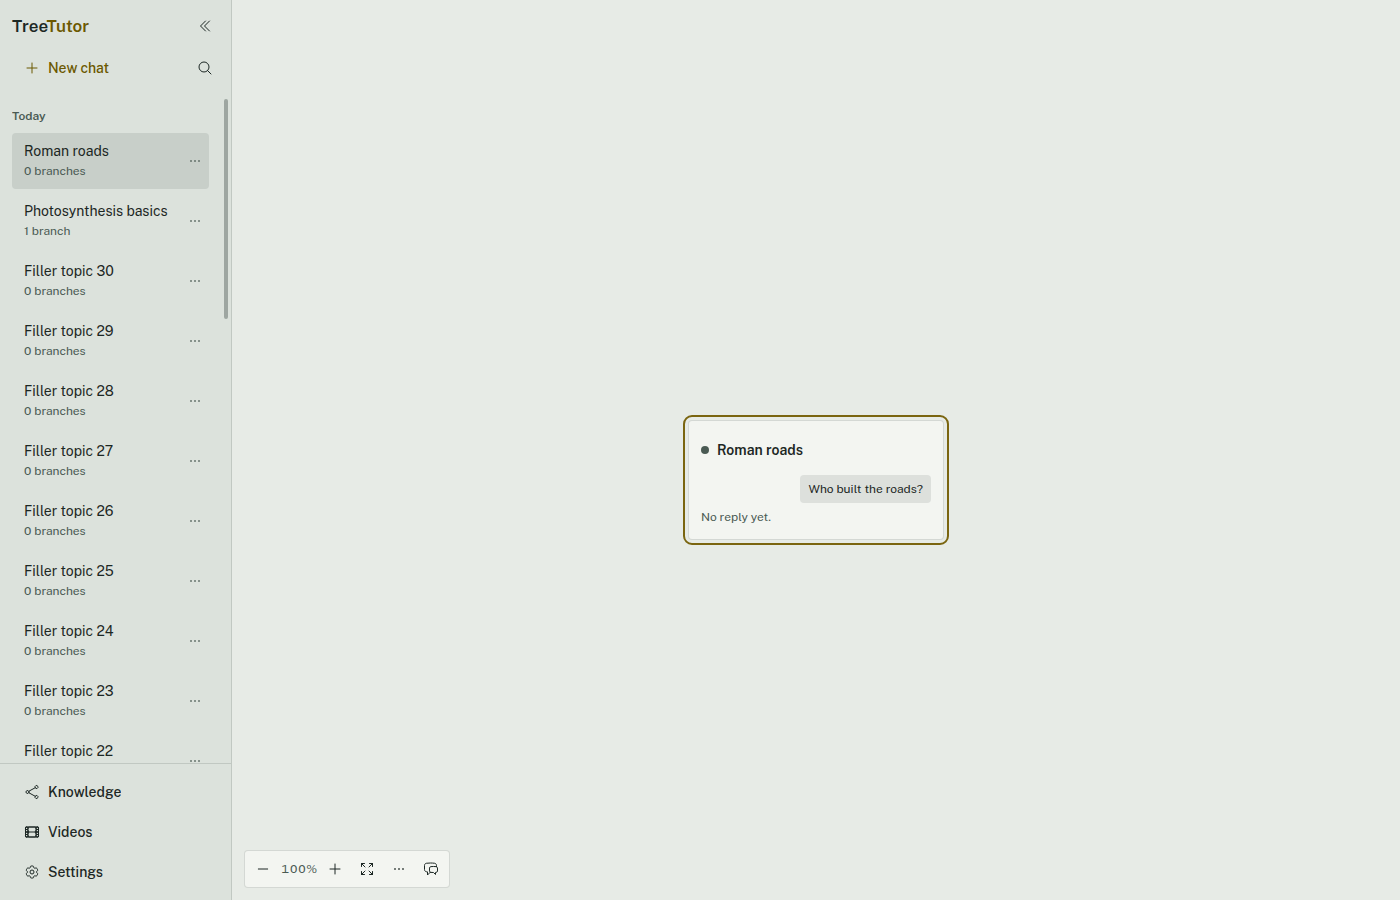 TreeTutor
New chat
Today
Roman roads
0 branches
Photosynthesis basics
1 branch
Filler topic 30
0 branches
Filler topic 29
0 branches
Filler topic 28
0 branches
Filler topic 27
0 branches
Filler topic 26
0 branches
Filler topic 25
0 branches
Filler topic 24
0 branches
Filler topic 23
0 branches
Filler topic 22
Knowledge
Videos
Settings
Roman roads
Who built the roads?
No reply yet.
100%